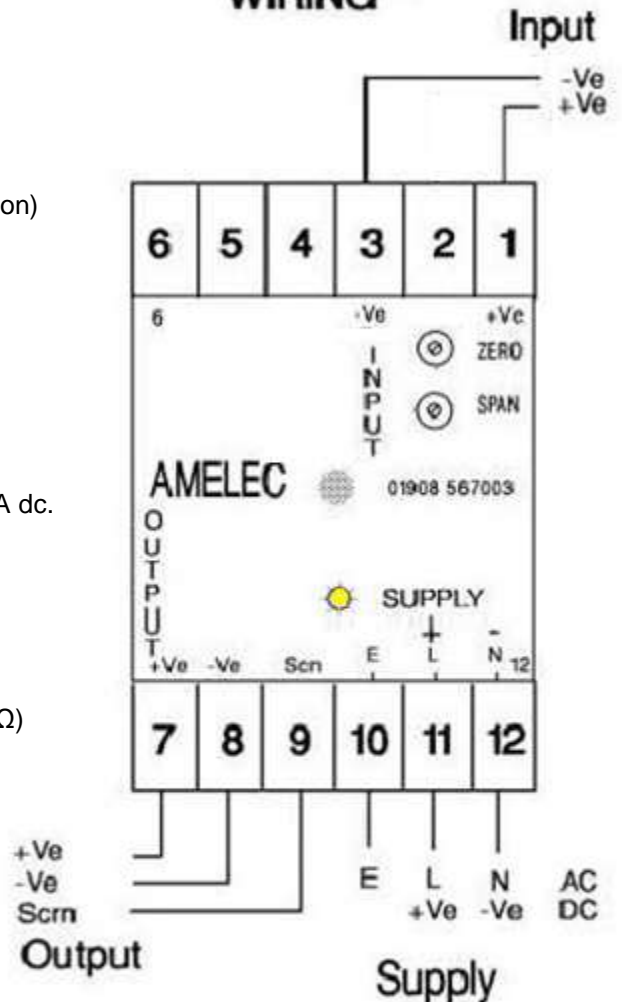 WIRING
Input
-Ve
+Ve
on)
6 5 4 3 2 1
6 -Ve +Ve
INPUT
ZERO
SPAN
AMELEC 01908 567003
A dc.
OUTPUT
SUPPLY
+ -
+Ve -Ve Scn E L N 12
Ω)
7 8 9 10 11 12
+Ve
-Ve
Scrn
Output
E L N AC
+Ve -Ve DC
Supply